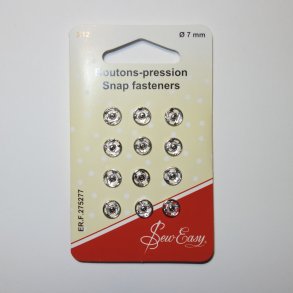 Ø 7 mm
Boutons-pression
Snap fasteners
ER.F.275277
Sew Easy